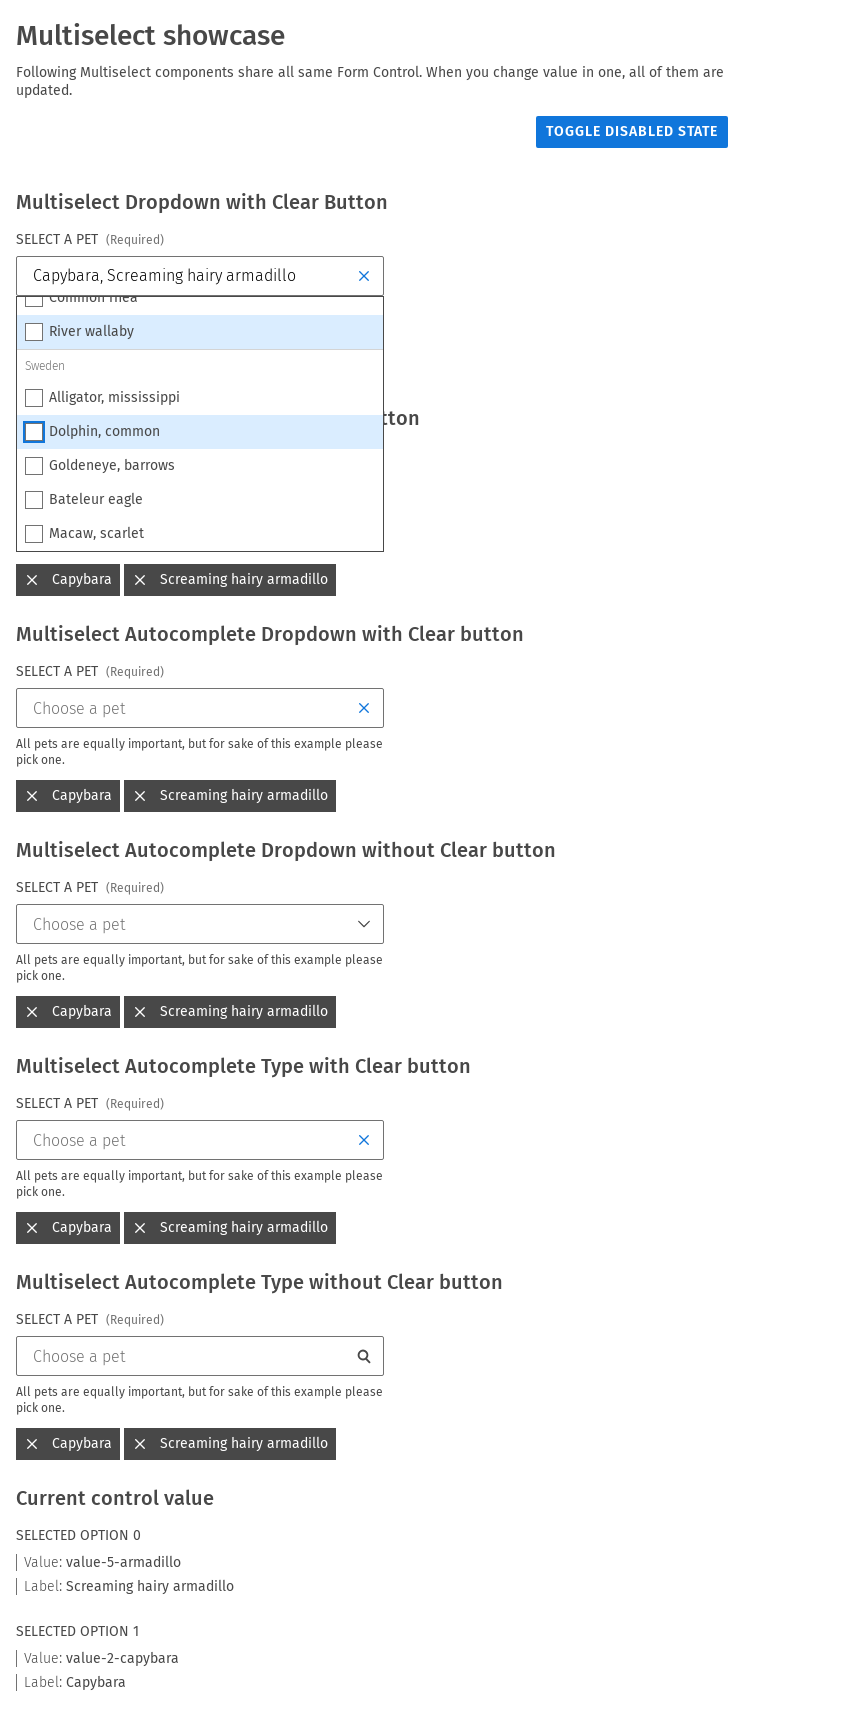 Multiselect showcase
Following Multiselect components share all same Form Control. When you change value in one, all of them are
updated.
TOGGLE DISABLED STATE
Multiselect Dropdown with Clear Button
SELECT A PET (Required)
Capybara, Screaming hairy armadillo
Common rhea
River wallaby
Sweden
Alligator, mississippi
Dolphin, common
Goldeneye, barrows
Bateleur eagle
Macaw, scarlet
Capybara Screaming hairy armadillo
Multiselect Autocomplete Dropdown with Clear button
SELECT A PET (Required)
Choose a pet
All pets are equally important, but for sake of this example please
pick one.
Capybara Screaming hairy armadillo
Multiselect Autocomplete Dropdown without Clear button
SELECT A PET (Required)
Choose a pet
All pets are equally important, but for sake of this example please
pick one.
Capybara Screaming hairy armadillo
Multiselect Autocomplete Type with Clear button
SELECT A PET (Required)
Choose a pet
All pets are equally important, but for sake of this example please
pick one.
Capybara Screaming hairy armadillo
Multiselect Autocomplete Type without Clear button
SELECT A PET (Required)
Choose a pet
All pets are equally important, but for sake of this example please
pick one.
Capybara Screaming hairy armadillo
Current control value
SELECTED OPTION 0
Value: value-5-armadillo
Label: Screaming hairy armadillo
SELECTED OPTION 1
Value: value-2-capybara
Label: Capybara